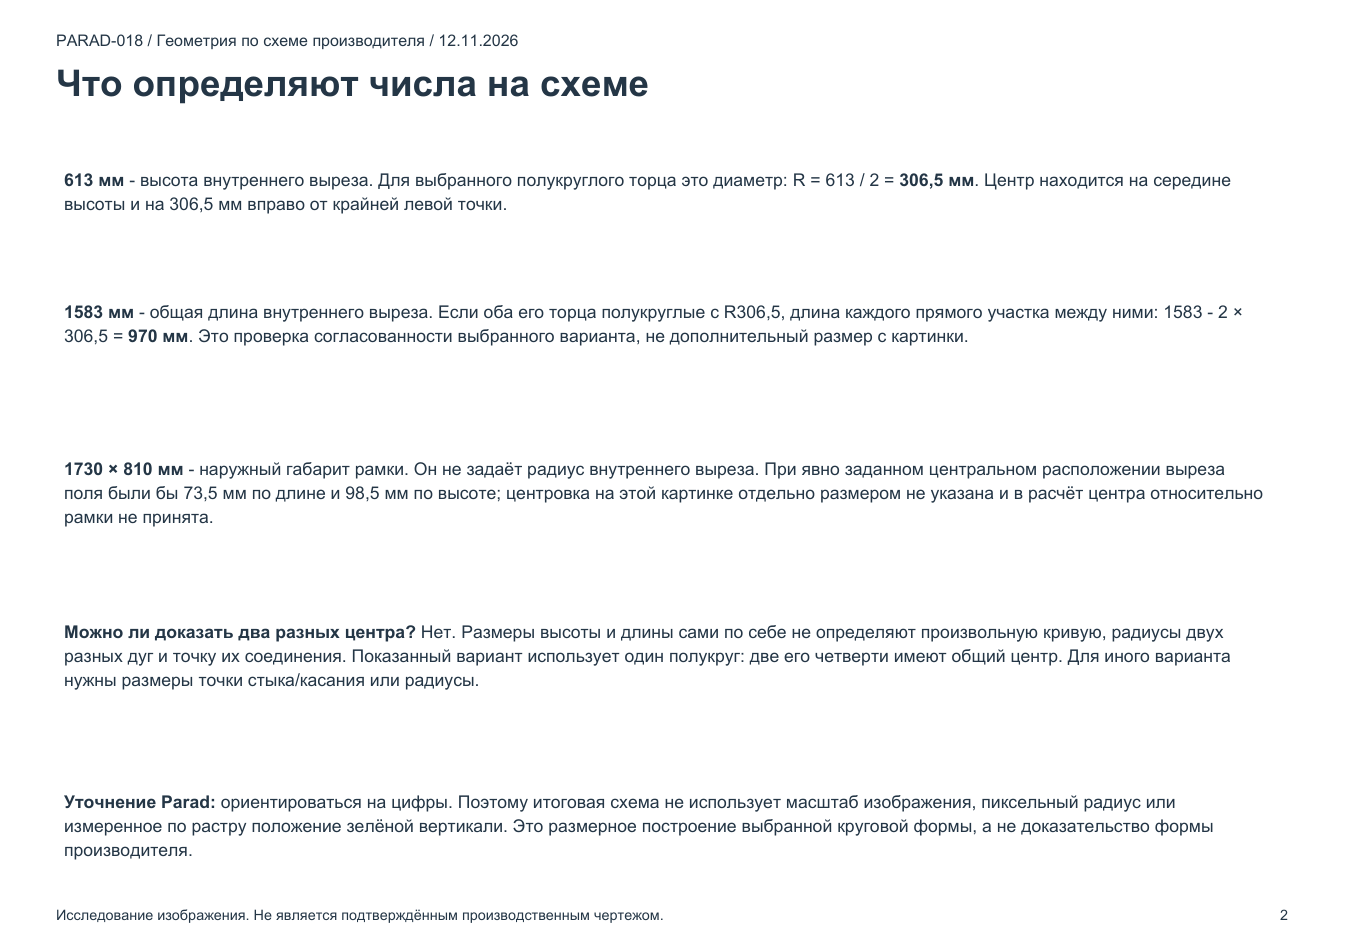 PARAD-018 / Геометрия по схеме производителя / 12.11.2026
Что определяют числа на схеме
613 мм - высота внутреннего выреза. Для выбранного полукруглого торца это диаметр: R = 613 / 2 = 306,5 мм. Центр находится на середине
высоты и на 306,5 мм вправо от крайней левой точки.
1583 мм - общая длина внутреннего выреза. Если оба его торца полукруглые с R306,5, длина каждого прямого участка между ними: 1583 - 2 ×
306,5 = 970 мм. Это проверка согласованности выбранного варианта, не дополнительный размер с картинки.
1730 × 810 мм - наружный габарит рамки. Он не задаёт радиус внутреннего выреза. При явно заданном центральном расположении выреза
поля были бы 73,5 мм по длине и 98,5 мм по высоте; центровка на этой картинке отдельно размером не указана и в расчёт центра относительно
рамки не принята.
Можно ли доказать два разных центра? Нет. Размеры высоты и длины сами по себе не определяют произвольную кривую, радиусы двух
разных дуг и точку их соединения. Показанный вариант использует один полукруг: две его четверти имеют общий центр. Для иного варианта
нужны размеры точки стыка/касания или радиусы.
Уточнение Parad: ориентироваться на цифры. Поэтому итоговая схема не использует масштаб изображения, пиксельный радиус или
измеренное по растру положение зелёной вертикали. Это размерное построение выбранной круговой формы, а не доказательство формы
производителя.
Исследование изображения. Не является подтверждённым производственным чертежом.
2